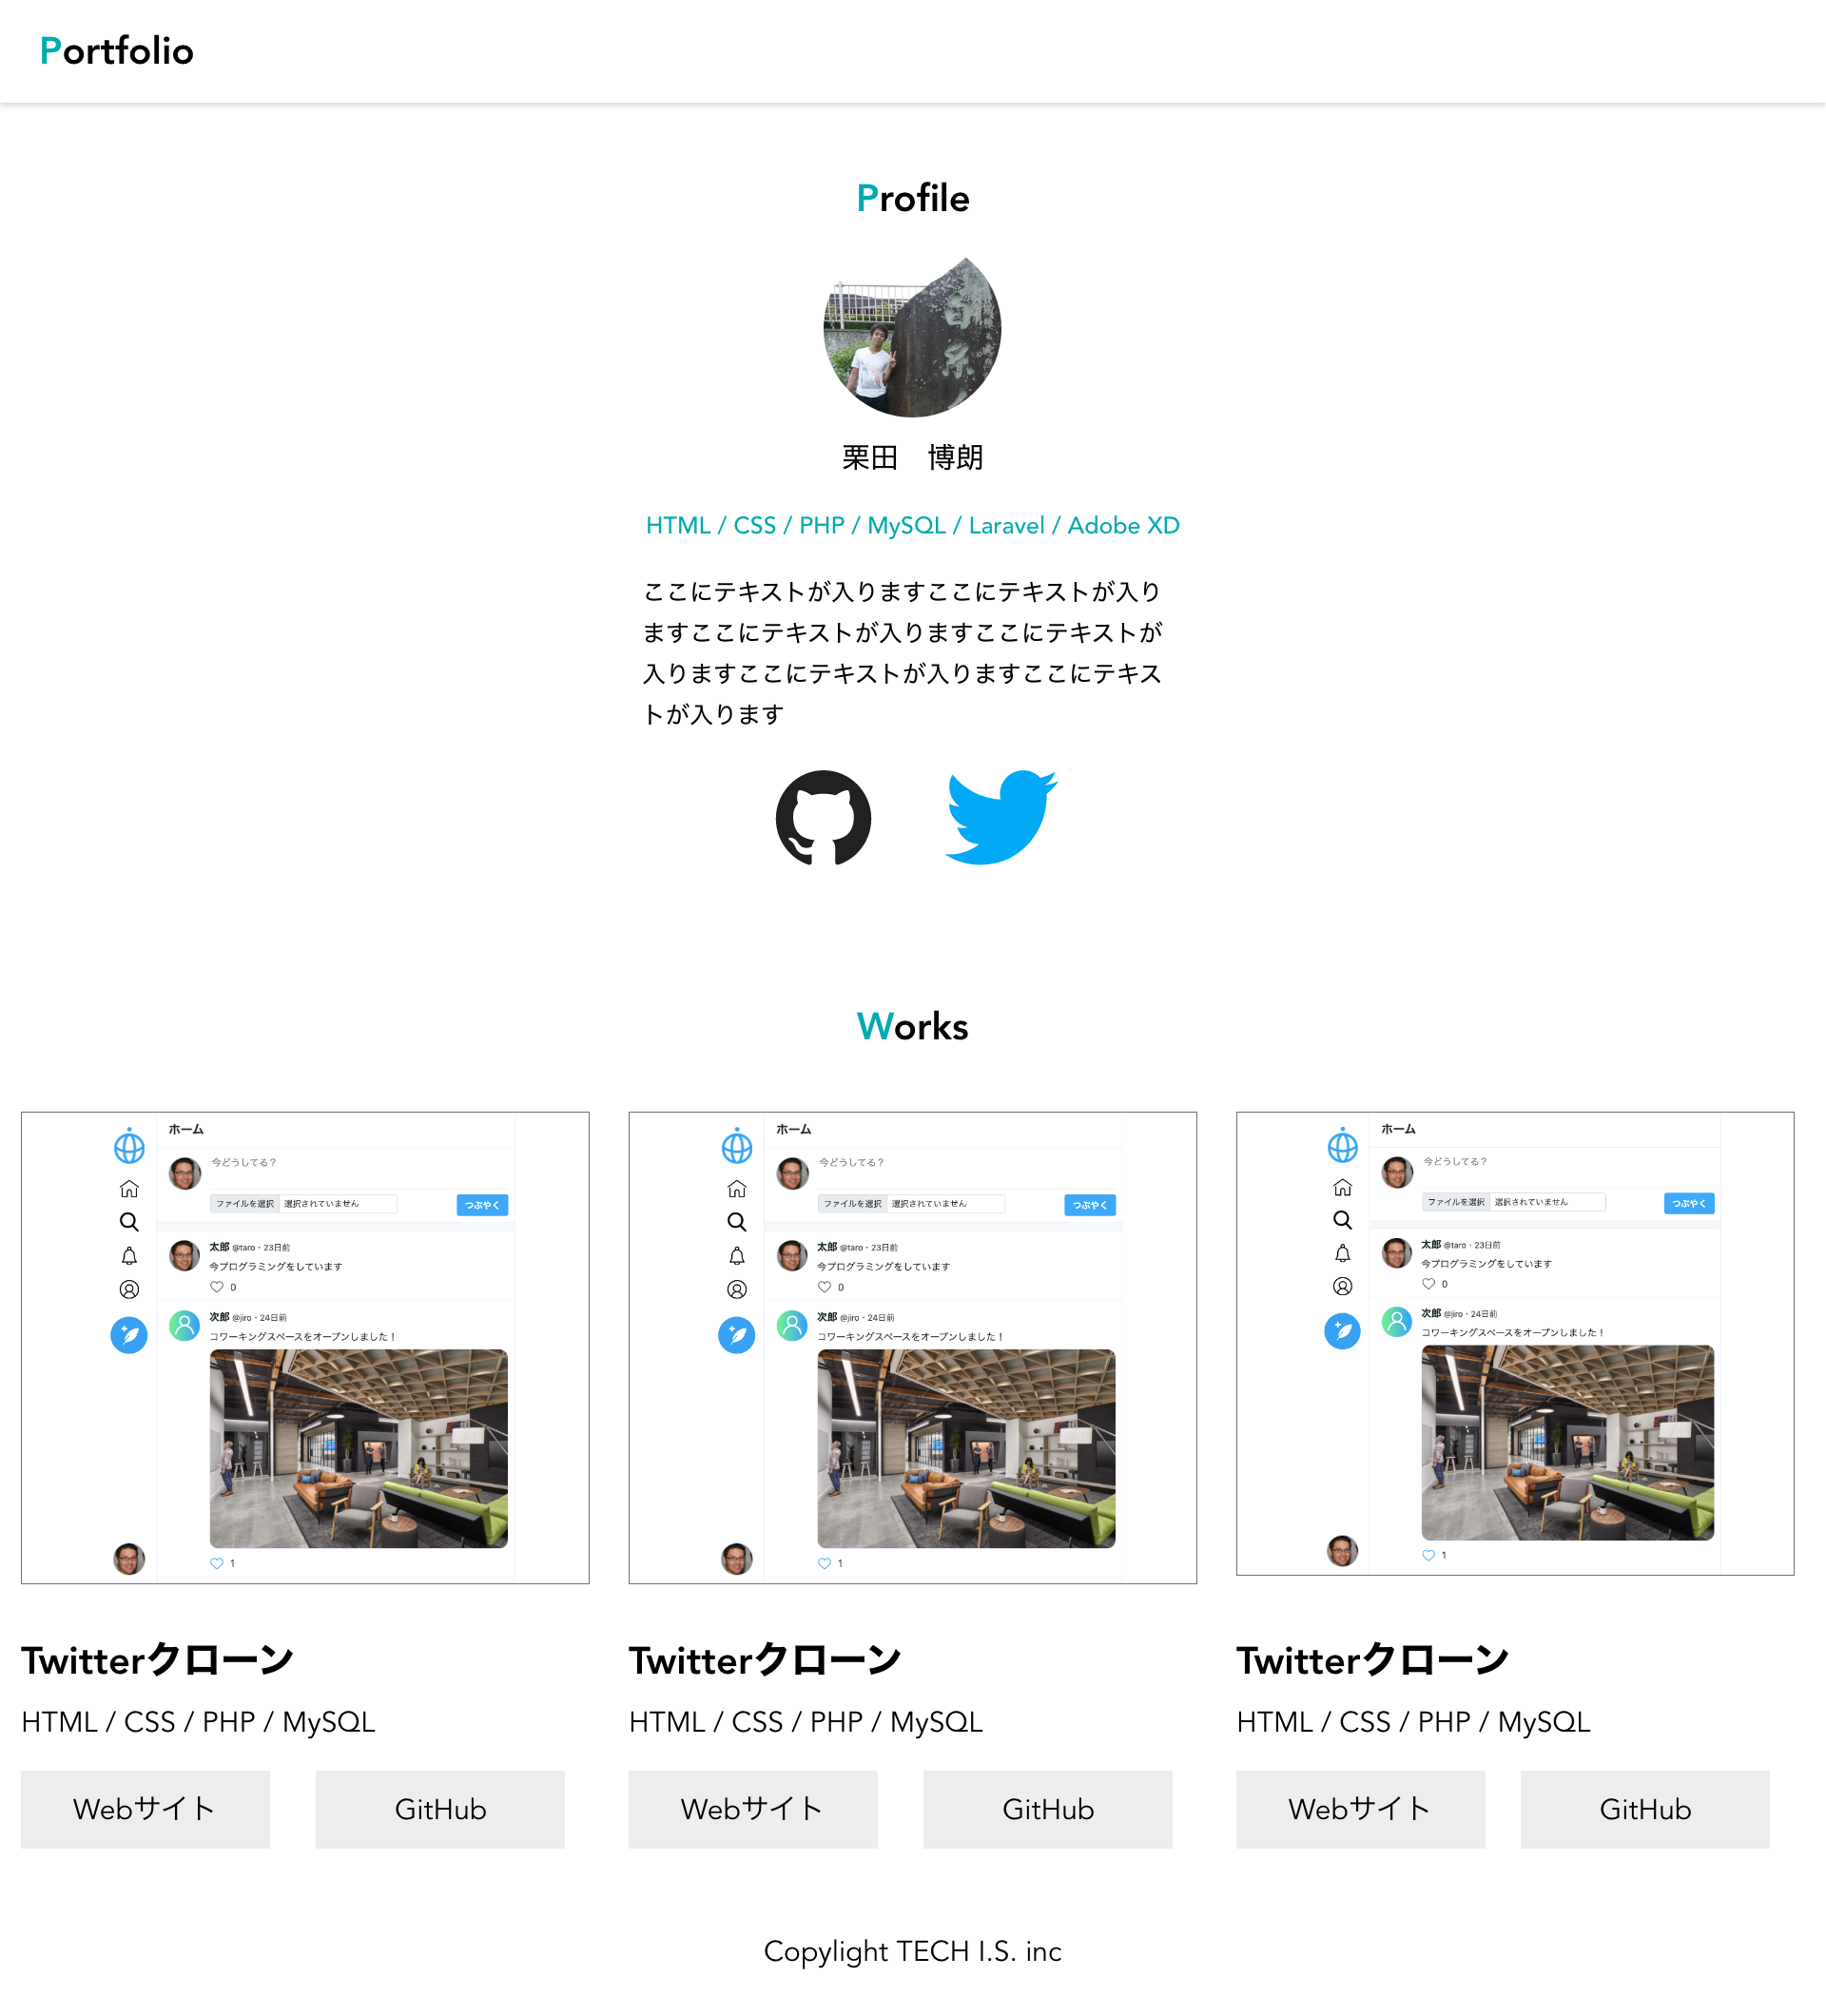 Portfolio
Profile
栗田　博朗
HTML / CSS / PHP / MySQL / Laravel / Adobe XD
ここにテキストが入りますここにテキストが入り
ますここにテキストが入りますここにテキストが
入りますここにテキストが入りますここにテキス
トが入ります
Works
ホーム
今どうしてる？
ファイルを選択 選択されていません つぶやく
太郎 @taro・23日前
今プログラミングをしています
0
次郎 @jiro・24日前
コワーキングスペースをオープンしました！
1
Twitterクローン
HTML / CSS / PHP / MySQL
Webサイト GitHub
ホーム
今どうしてる？
ファイルを選択 選択されていません つぶやく
太郎 @taro・23日前
今プログラミングをしています
0
次郎 @jiro・24日前
コワーキングスペースをオープンしました！
1
Twitterクローン
HTML / CSS / PHP / MySQL
Webサイト GitHub
ホーム
今どうしてる？
ファイルを選択 選択されていません つぶやく
太郎 @taro・23日前
今プログラミングをしています
0
次郎 @jiro・24日前
コワーキングスペースをオープンしました！
1
Twitterクローン
HTML / CSS / PHP / MySQL
Webサイト GitHub
Copylight TECH I.S. inc